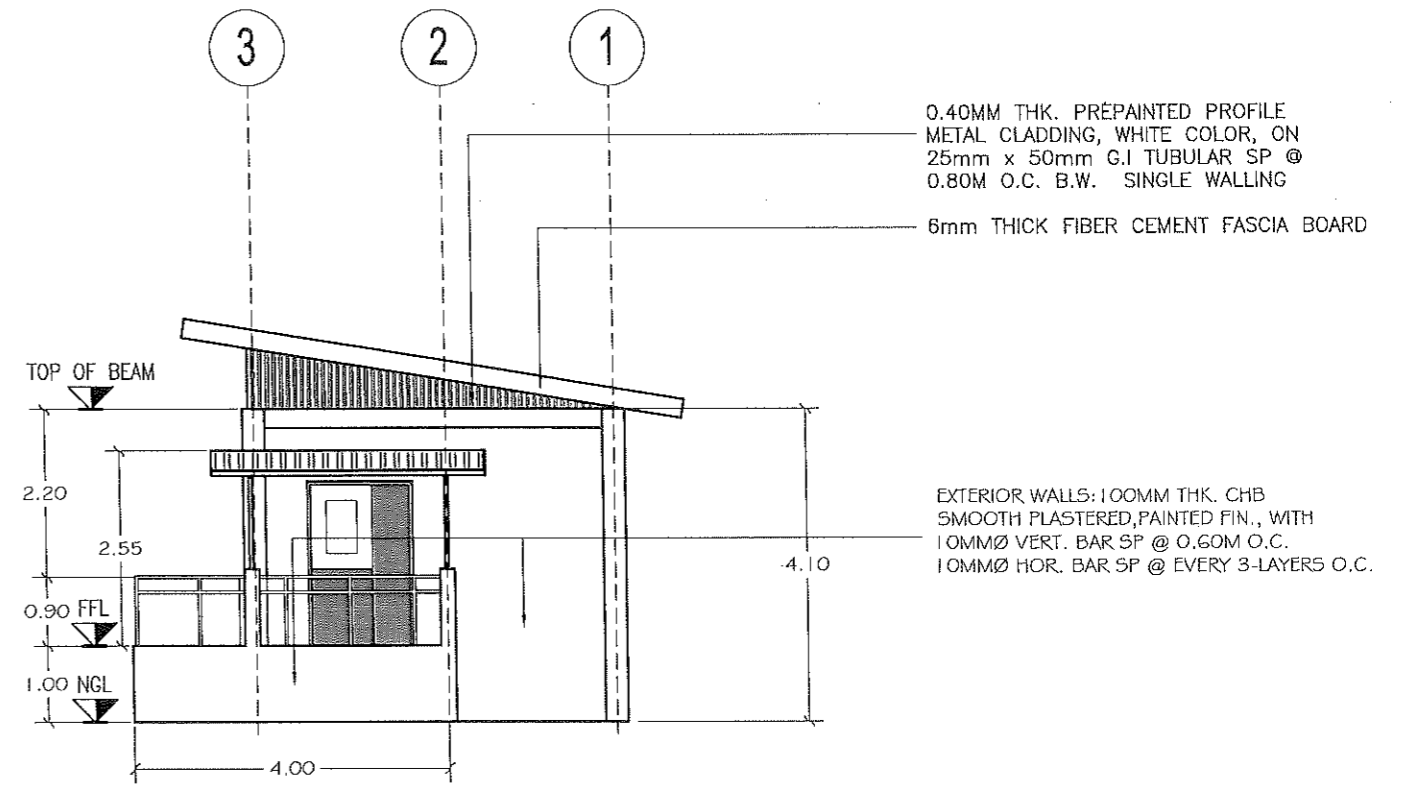 3 2 1
0.40MM THK. PREPAINTED PROFILE
METAL CLADDING, WHITE COLOR, ON
25mm x 50mm G.I TUBULAR SP @
0.80M O.C. B.W. SINGLE WALLING
6mm THICK FIBER CEMENT FASCIA BOARD
TOP OF BEAM
2.20
2.55
EXTERIOR WALLS: 100MM THK. CHB
SMOOTH PLASTERED,PAINTED FIN., WITH
10MMØ VERT. BAR SP @ 0.60M O.C.
10MMØ HOR. BAR SP @ EVERY 3-LAYERS O.C.
4.10
0.90 FFL
1.00 NGL
4.00